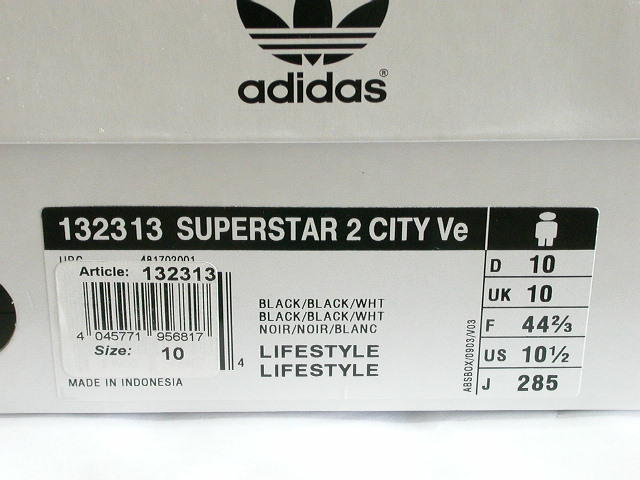 adidas®
132313 SUPERSTAR 2 CITY Ve
481702001
Article: 132313
4 045771 956817
4
Size: 10
BLACK/BLACK/WHT
BLACK/BLACK/WHT
NOIR/NOIR/BLANC
LIFESTYLE
LIFESTYLE
MADE IN INDONESIA
ABSBOX/0903/V03
D 10
UK 10
F 44⅔
US 10½
J 285